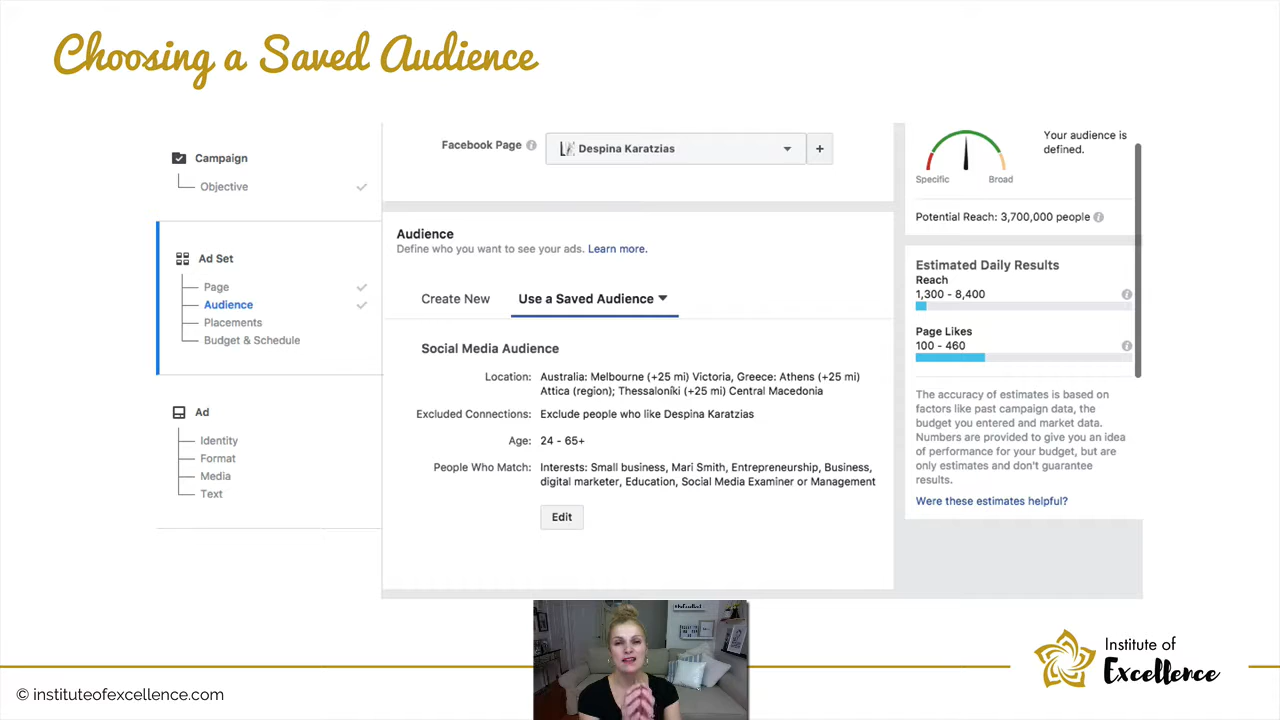 Choosing a Saved Audience
Campaign
Objective
Ad Set
Page
Audience
Placements
Budget & Schedule
Ad
Identity
Format
Media
Text
Facebook Page
Despina Karatzias
+
Audience
Define who you want to see your ads. Learn more.
Create New
Use a Saved Audience
Social Media Audience
Location: Australia: Melbourne (+25 mi) Victoria, Greece: Athens (+25 mi)
Attica (region); Thessaloníki (+25 mi) Central Macedonia
Excluded Connections: Exclude people who like Despina Karatzias
Age: 24 - 65+
People Who Match: Interests: Small business, Mari Smith, Entrepreneurship, Business,
digital marketer, Education, Social Media Examiner or Management
Edit
Your audience is
defined.
Specific
Broad
Potential Reach: 3,700,000 people
Estimated Daily Results
Reach
1,300 - 8,400
Page Likes
100 - 460
The accuracy of estimates is based on
factors like past campaign data, the
budget you entered and market data.
Numbers are provided to give you an idea
of performance for your budget, but are
only estimates and don't guarantee
results.
Were these estimates helpful?
© instituteofexcellence.com
Institute of
Excellence